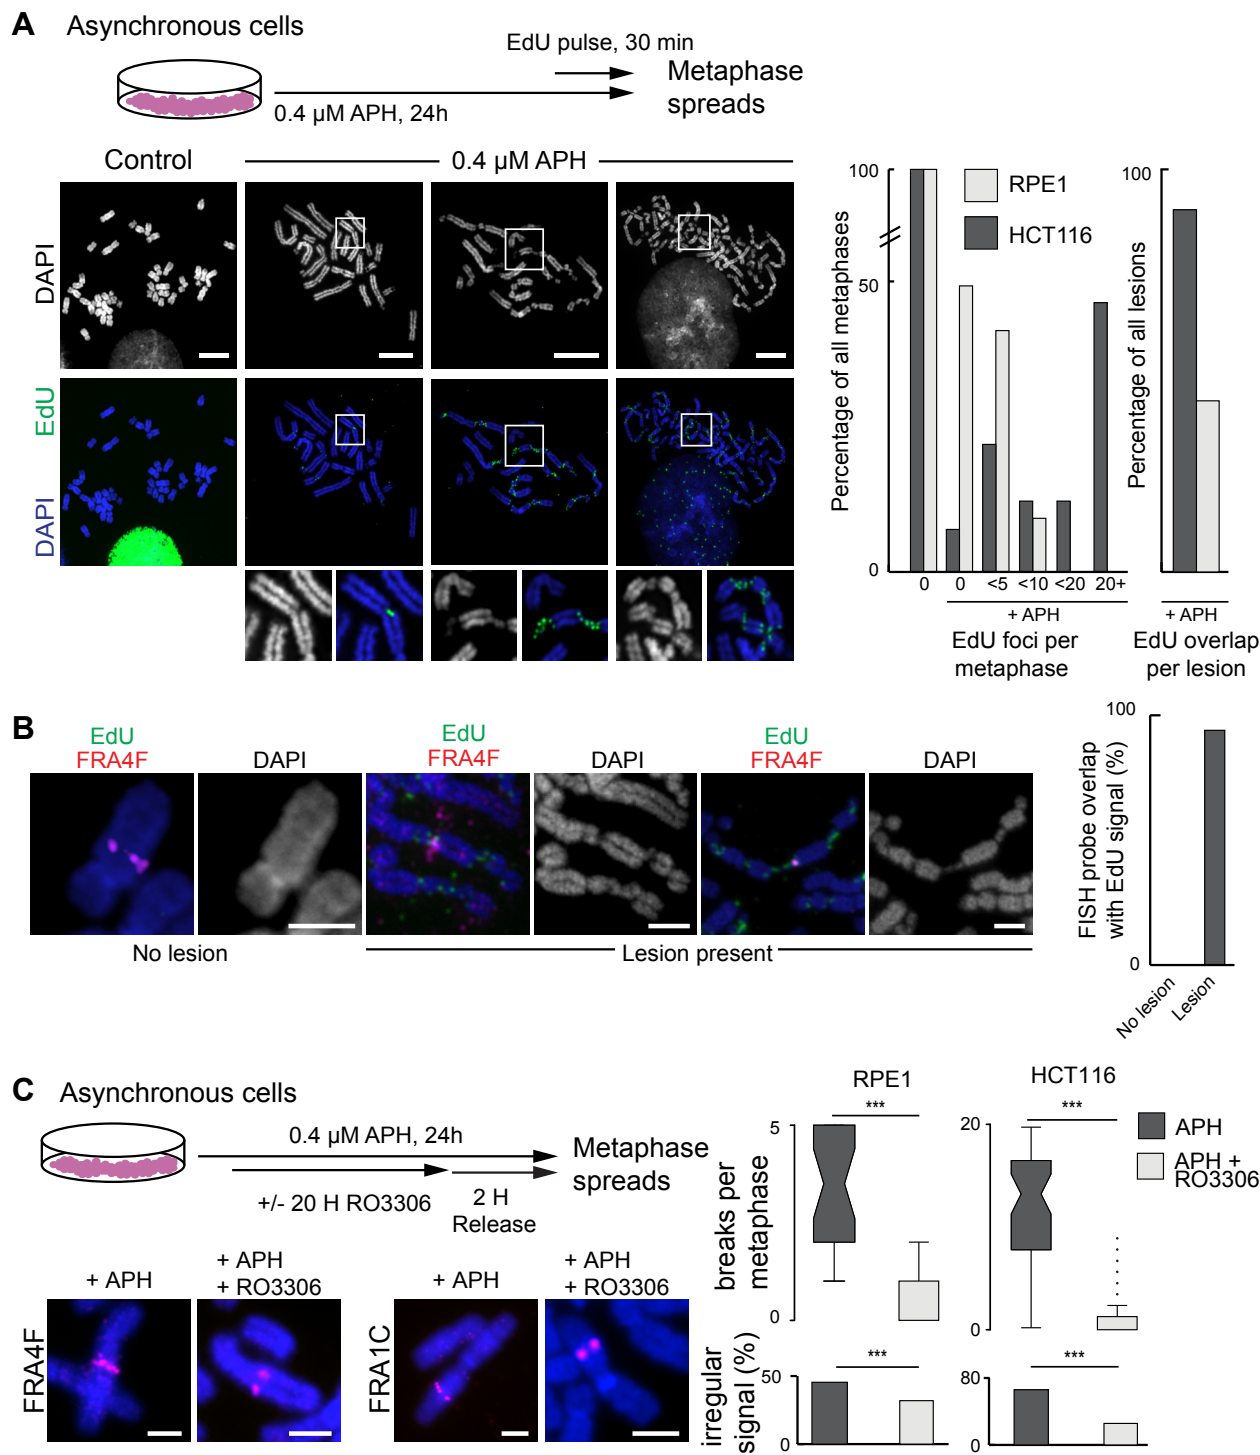 A Asynchronous cells
EdU pulse, 30 min
Metaphase
spreads
0.4 µM APH, 24h
Control
0.4 µM APH
DAPI
DAPI EdU
Percentage of all metaphases
100
50
0
RPE1
HCT116
0
0
<5
<10
<20
20+
+ APH
EdU foci per
metaphase
Percentage of all lesions
100
+ APH
EdU overlap
per lesion
B
EdU
FRA4F
DAPI
EdU
FRA4F
DAPI
EdU
FRA4F
DAPI
No lesion
Lesion present
FISH probe overlap
with EdU signal (%)
100
0
No lesion
Lesion
C Asynchronous cells
0.4 µM APH, 24h
Metaphase
spreads
+/- 20 H RO3306
2 H
Release
+ APH
+ APH
+ RO3306
+ APH
+ APH
+ RO3306
FRA4F
FRA1C
RPE1
HCT116
***
***
APH
APH +
RO3306
breaks per
metaphase
5
0
20
0
irregular
signal (%)
***
***
50
0
80
0